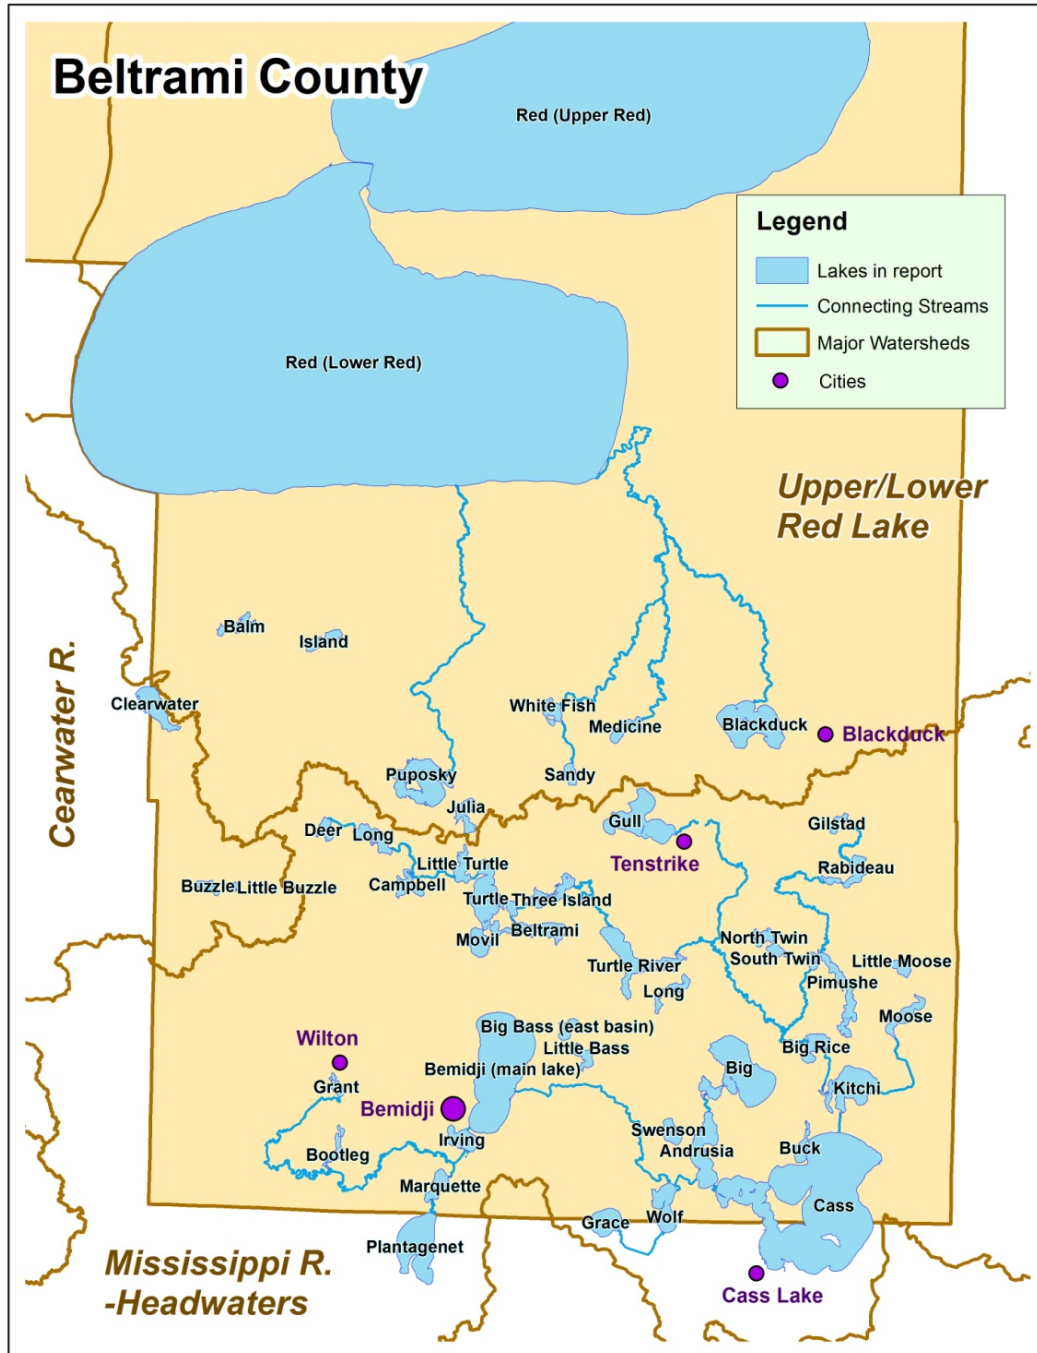 Beltrami County
Red (Upper Red)
Legend
Lakes in report
Connecting Streams
Major Watersheds
Cities
Red (Lower Red)
Upper/Lower
Red Lake
Balm
Island
Cearwater R.
Clearwater
White Fish
Medicine
Blackduck
Blackduck
Puposky
Sandy
Julia
Deer
Long
Gull
Gilstad
Tenstrike
Little Turtle
Rabideau
Buzzle
Little Buzzle
Campbell
Turtle
Three Island
Movil
Beltrami
North Twin
South Twin
Turtle River
Little Moose
Long
Pimushe
Moose
Big Bass (east basin)
Wilton
Little Bass
Big Rice
Bemidji (main lake)
Big
Grant
Kitchi
Bemidji
Irving
Swenson
Bootleg
Andrusia
Buck
Marquette
Cass
Grace
Wolf
Plantagenet
Mississippi R.
-Headwaters
Cass Lake